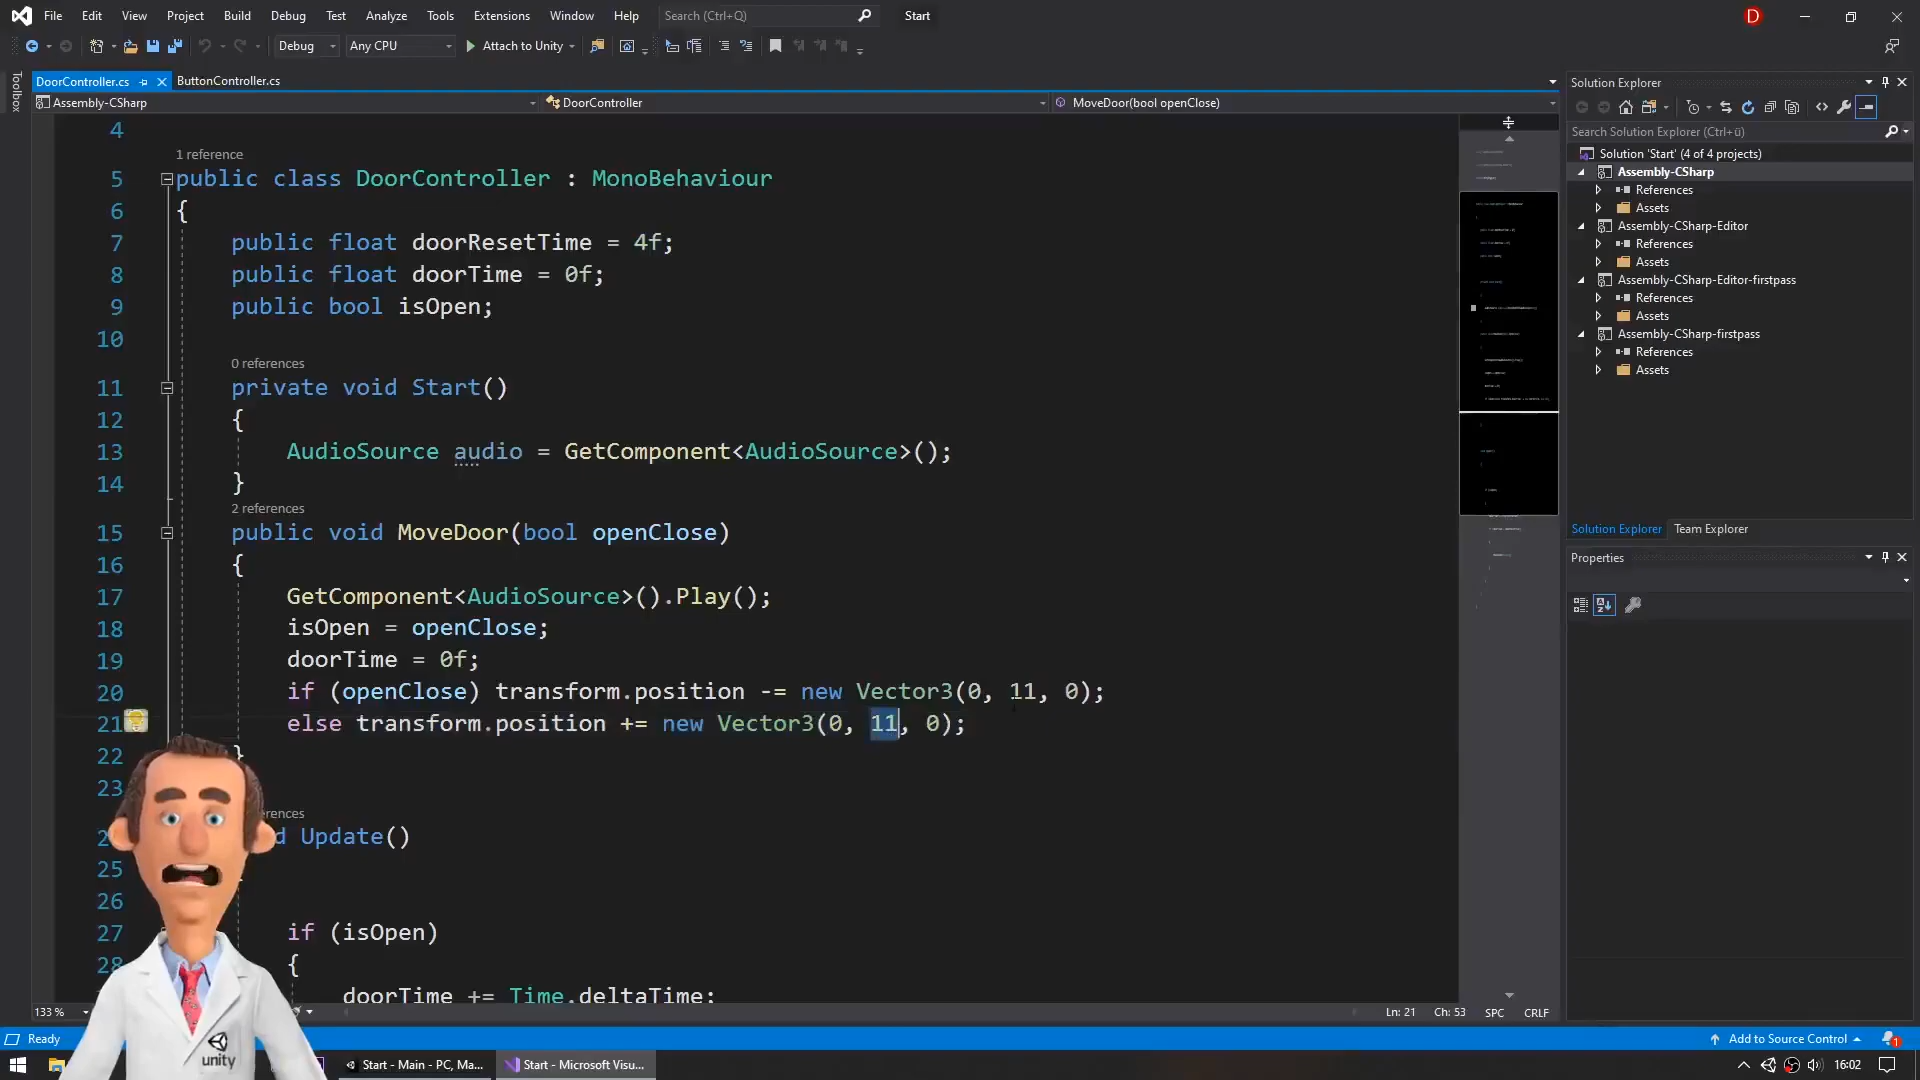 File Edit View Project Build Debug Test Analyze Tools Extensions Window Help Search (Ctrl+Q) Start D
Debug Any CPU Attach to Unity
Toolbox
DoorController.cs ButtonController.cs
Assembly-CSharp DoorController MoveDoor(bool openClose)
4
1 reference
5 public class DoorController : MonoBehaviour
6 {
7 public float doorResetTime = 4f;
8 public float doorTime = 0f;
9 public bool isOpen;
10
0 references
11 private void Start()
12 {
13 AudioSource audio = GetComponent<AudioSource>();
14 }
2 references
15 public void MoveDoor(bool openClose)
16 {
17 GetComponent<AudioSource>().Play();
18 isOpen = openClose;
19 doorTime = 0f;
20 if (openClose) transform.position -= new Vector3(0, 11, 0);
21 else transform.position += new Vector3(0, 11, 0);
22 }
23
Update()
25
26
27 if (isOpen)
28 {
doorTime += Time.deltaTime;
133 %
Ln: 21 Ch: 53 SPC CRLF
Solution Explorer
Search Solution Explorer (Ctrl+ü)
Solution 'Start' (4 of 4 projects)
Assembly-CSharp
References
Assets
Assembly-CSharp-Editor
References
Assets
Assembly-CSharp-Editor-firstpass
References
Assets
Assembly-CSharp-firstpass
References
Assets
Solution Explorer Team Explorer
Properties
Ready
Add to Source Control
1
unity
Start - Main - PC, Ma... Start - Microsoft Visu...
16:02